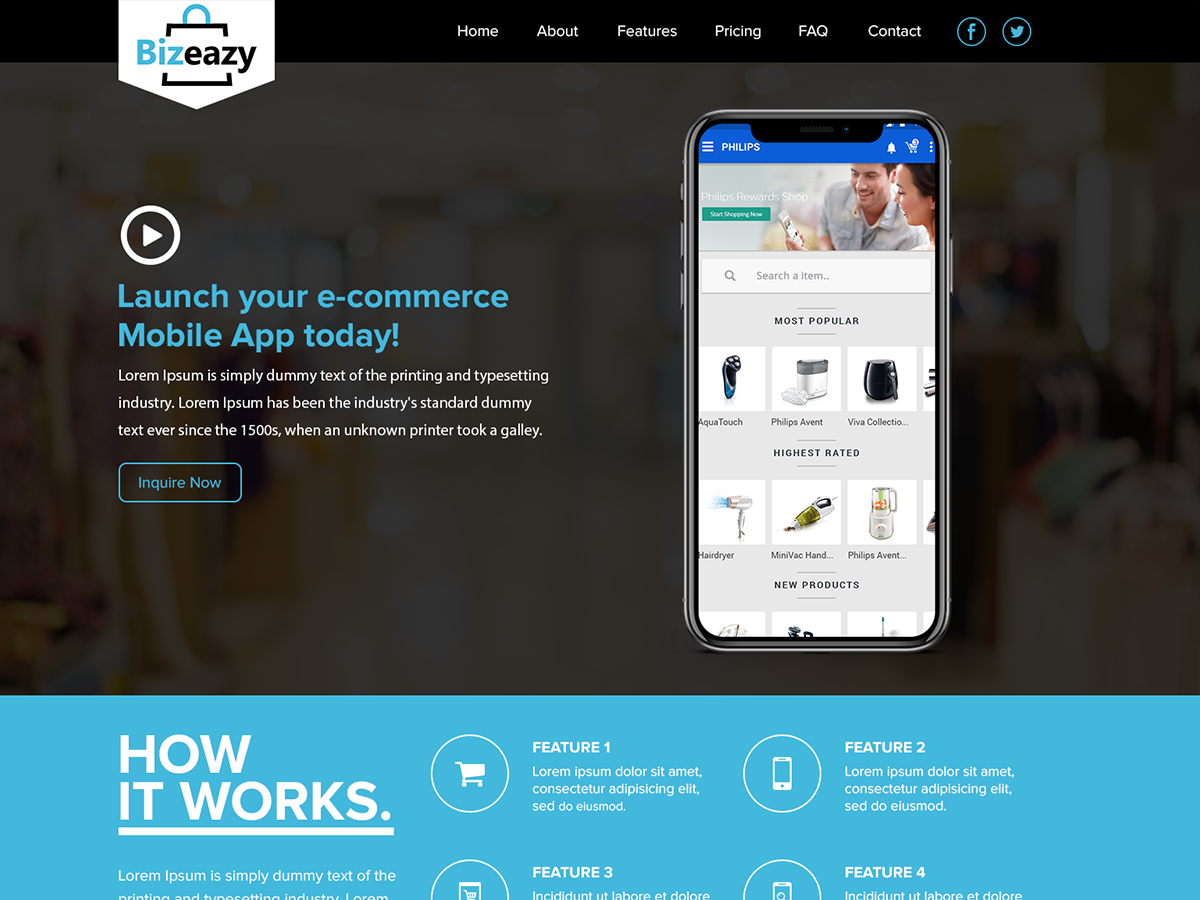 Bizeazy
Home About Features Pricing FAQ Contact
PHILIPS
3
Philips Rewards Shop
Start Shopping Now
Search a item..
MOST POPULAR
AquaTouch Philips Avent Viva Collectio...
HIGHEST RATED
Hairdryer MiniVac Hand... Philips Avent...
NEW PRODUCTS
Launch your e-commerce
Mobile App today!
Lorem Ipsum is simply dummy text of the printing and typesetting
industry. Lorem Ipsum has been the industry's standard dummy
text ever since the 1500s, when an unknown printer took a galley.
Inquire Now
HOW
IT WORKS.
Lorem Ipsum is simply dummy text of the
printing and typesetting industry. Lorem
FEATURE 1
Lorem ipsum dolor sit amet,
consectetur adipisicing elit,
sed do eiusmod.
FEATURE 2
Lorem ipsum dolor sit amet,
consectetur adipisicing elit,
sed do eiusmod.
FEATURE 3
Incididunt ut labore et dolore
FEATURE 4
Incididunt ut labore et dolore